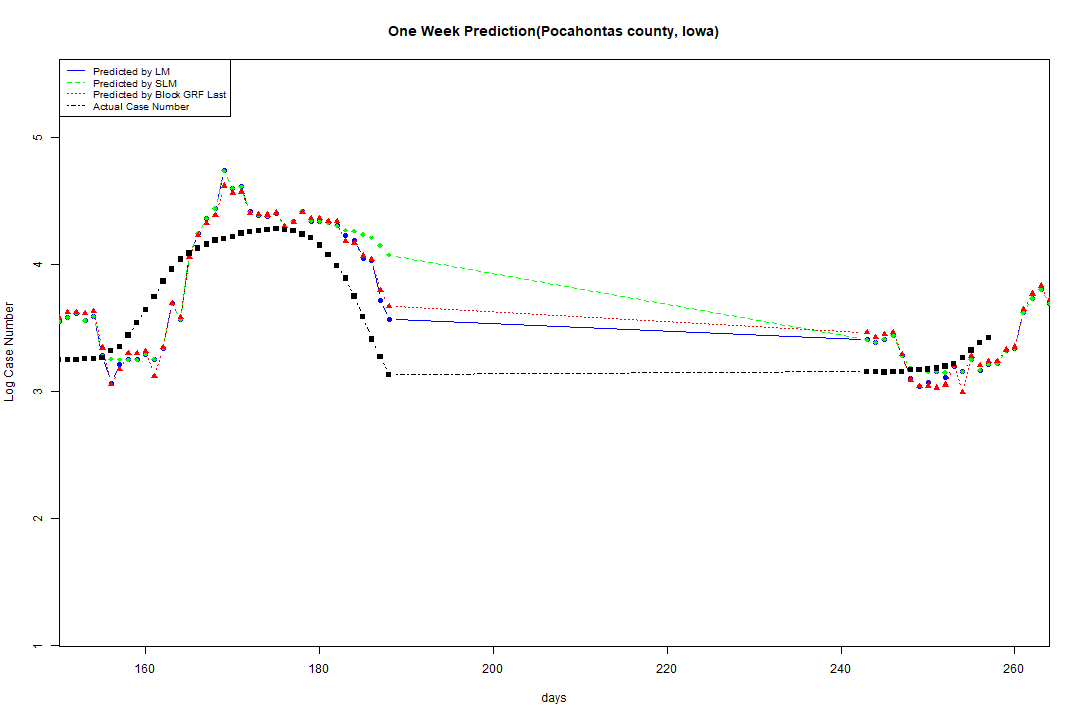 One Week Prediction(Pocahontas county, Iowa)
Predicted by LM
Predicted by SLM
Predicted by Block GRF Last
Actual Case Number
5
4
3
2
1
Log Case Number
160
180
200
220
240
260
days